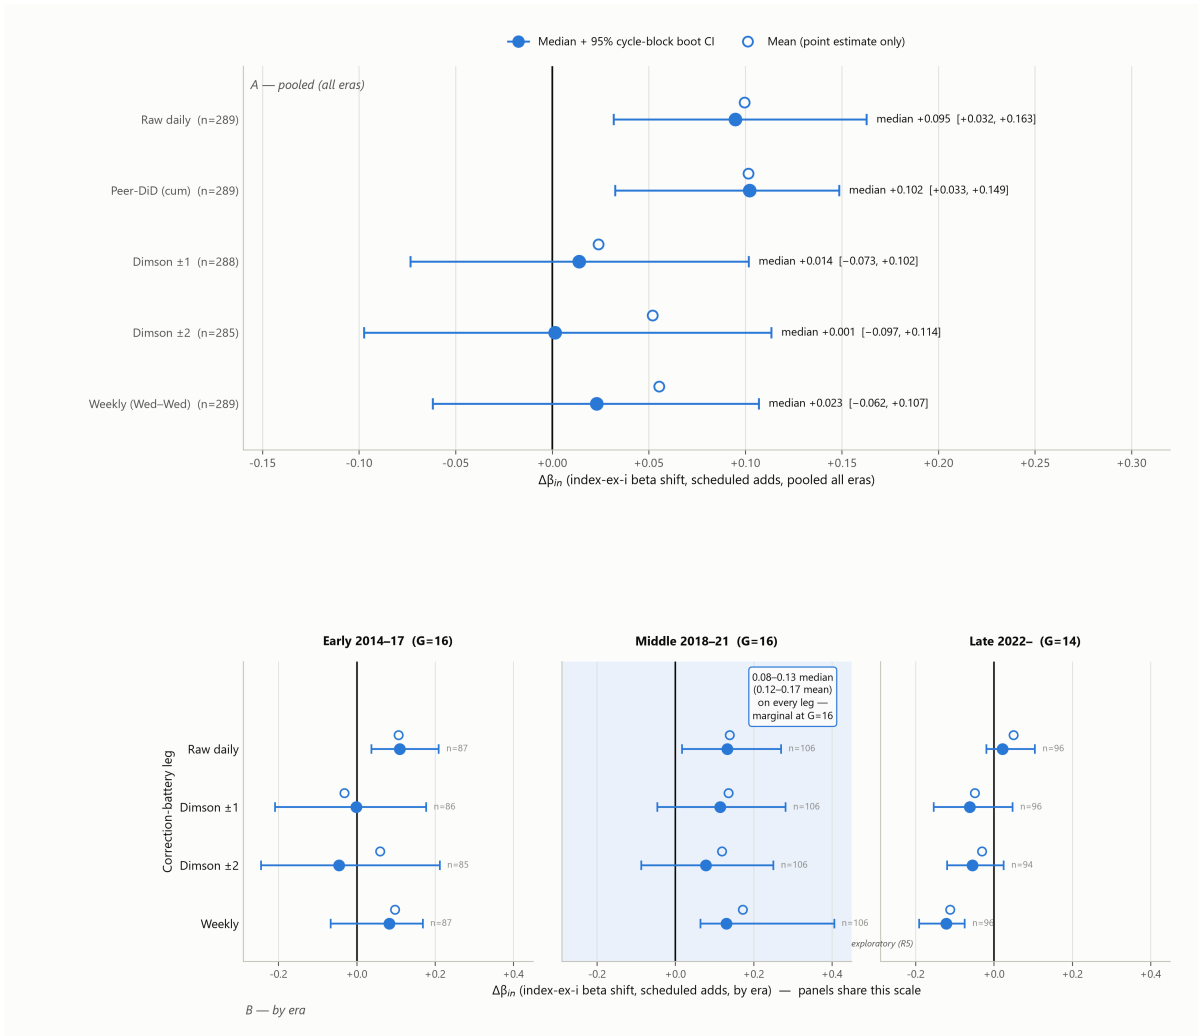 Median + 95% cycle-block boot CI
Mean (point estimate only)
A — pooled (all eras)
Raw daily (n=289)
median +0.095 [+0.032, +0.163]
Peer-DiD (cum) (n=289)
median +0.102 [+0.033, +0.149]
Dimson ±1 (n=288)
median +0.014 [−0.073, +0.102]
Dimson ±2 (n=285)
median +0.001 [−0.097, +0.114]
Weekly (Wed–Wed) (n=289)
median +0.023 [−0.062, +0.107]
-0.15 -0.10 -0.05 +0.00 +0.05 +0.10 +0.15 +0.20 +0.25 +0.30
Δβin (index-ex-i beta shift, scheduled adds, pooled all eras)
Early 2014–17 (G=16)
Middle 2018–21 (G=16)
Late 2022– (G=14)
0.08–0.13 median
(0.12–0.17 mean)
on every leg —
marginal at G=16
Correction-battery leg
Raw daily
n=87
n=106
n=96
Dimson ±1
n=86
n=106
n=96
Dimson ±2
n=85
n=106
n=94
Weekly
n=87
n=106
n=96
exploratory (R5)
-0.2 +0.0 +0.2 +0.4
-0.2 +0.0 +0.2 +0.4
-0.2 +0.0 +0.2 +0.4
Δβin (index-ex-i beta shift, scheduled adds, by era) — panels share this scale
B — by era